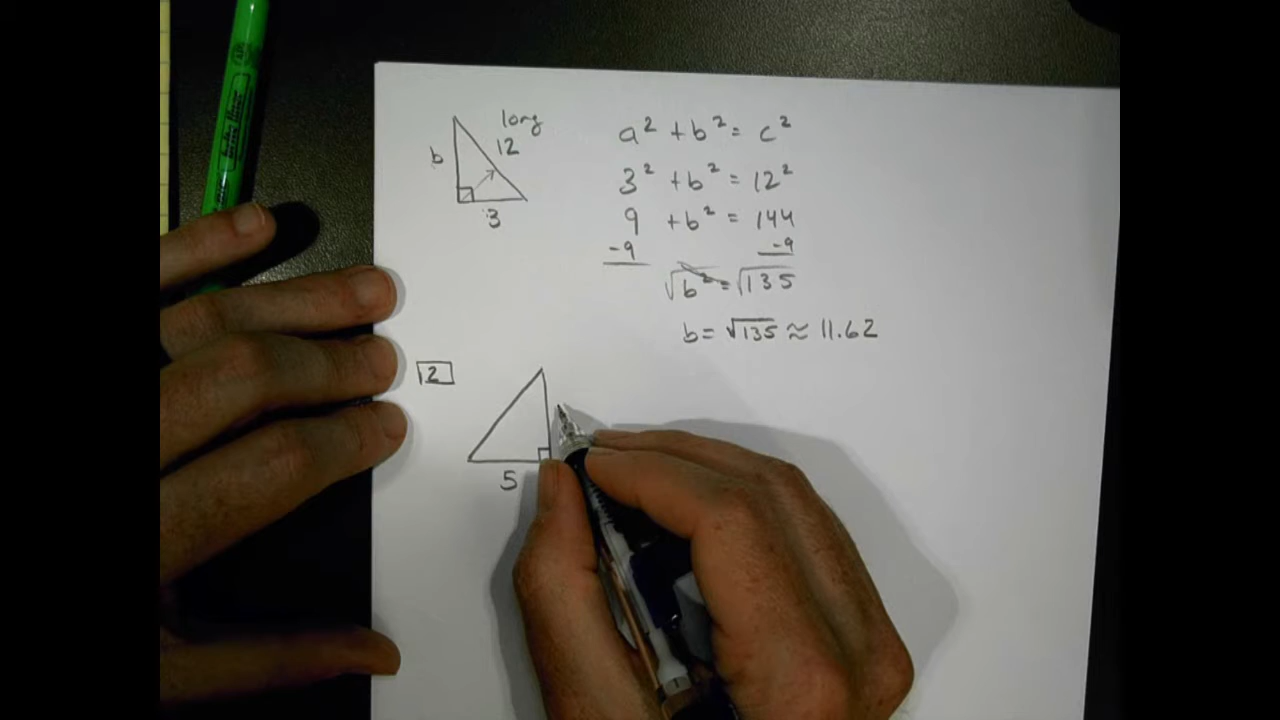 long
12
b
3
a² + b² = c²
3² + b² = 12²
9 + b² = 144
-9 -9
√b² = √135
b = √135 ≈ 11.62
2
5